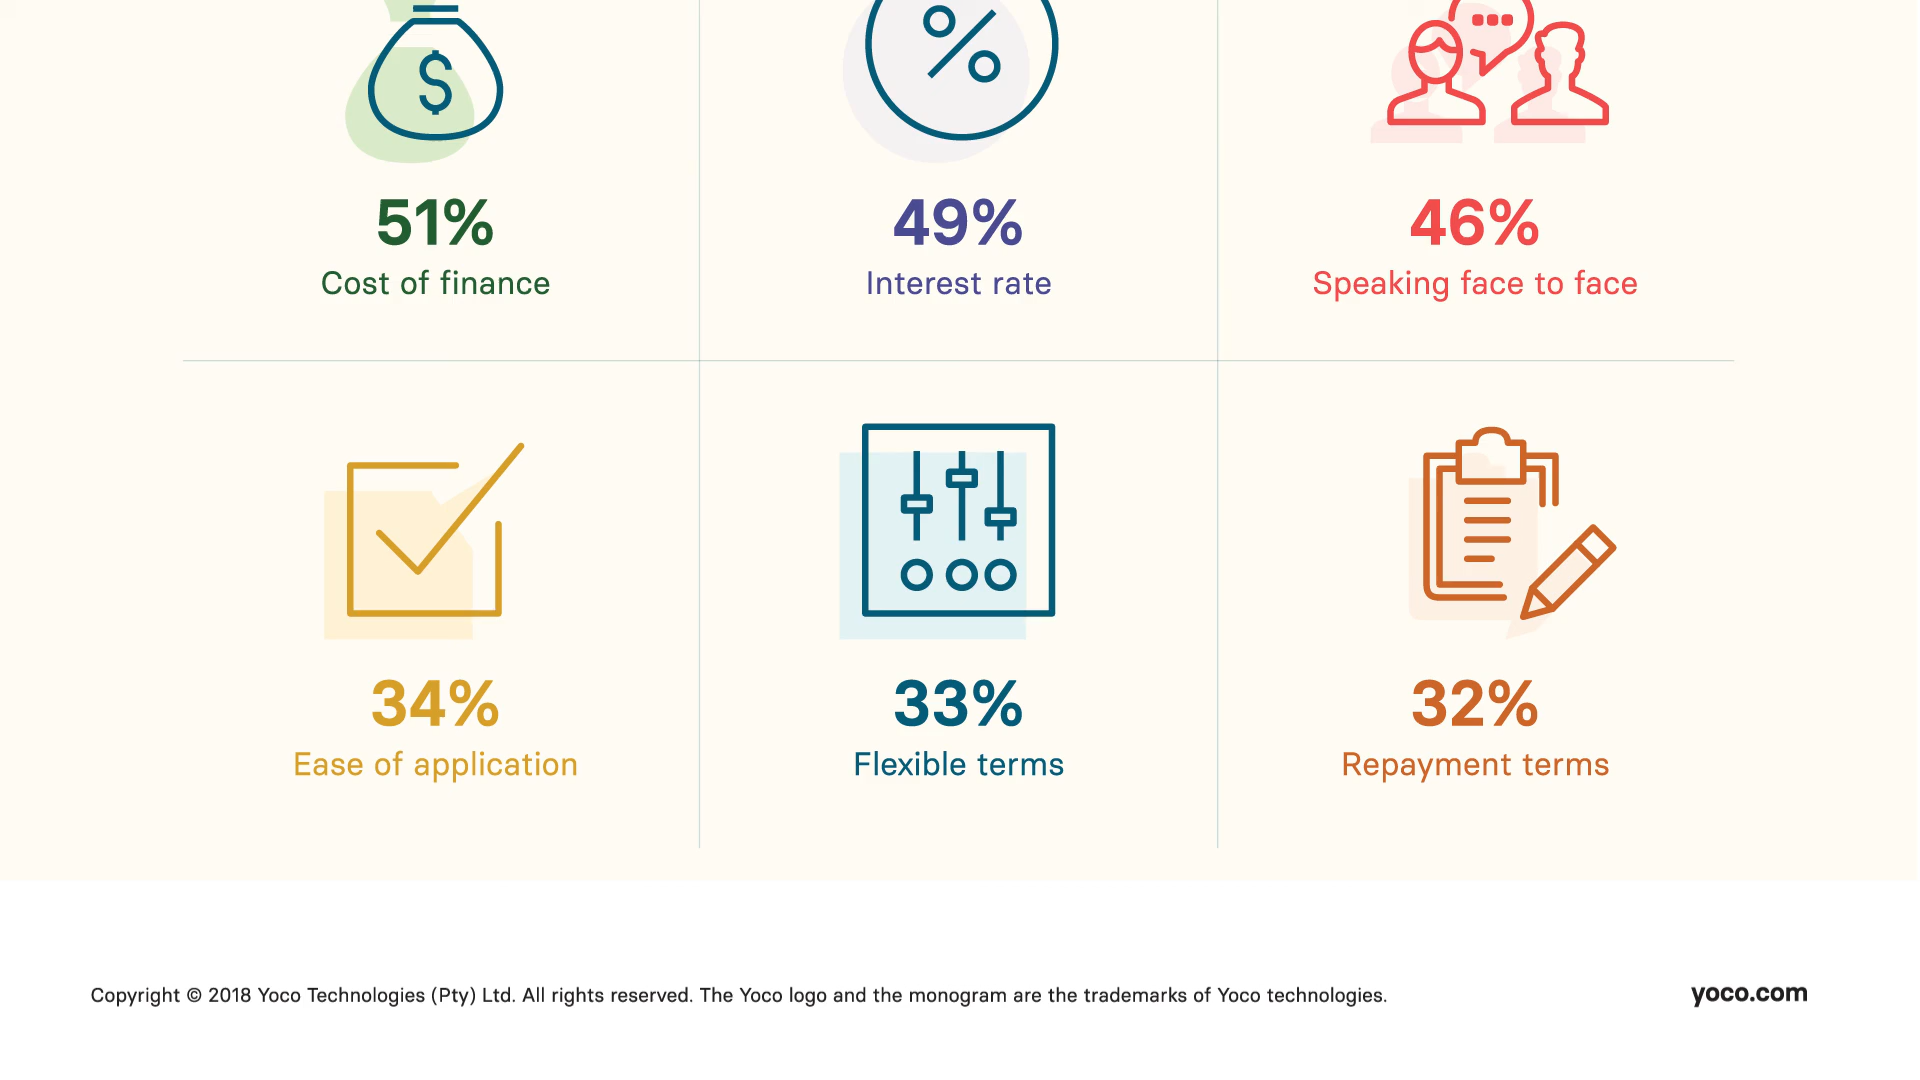 $
%
51%
49%
46%
Cost of finance
Interest rate
Speaking face to face
34%
33%
32%
Ease of application
Flexible terms
Repayment terms
Copyright © 2018 Yoco Technologies (Pty) Ltd. All rights reserved. The Yoco logo and the monogram are the trademarks of Yoco technologies.
yoco.com